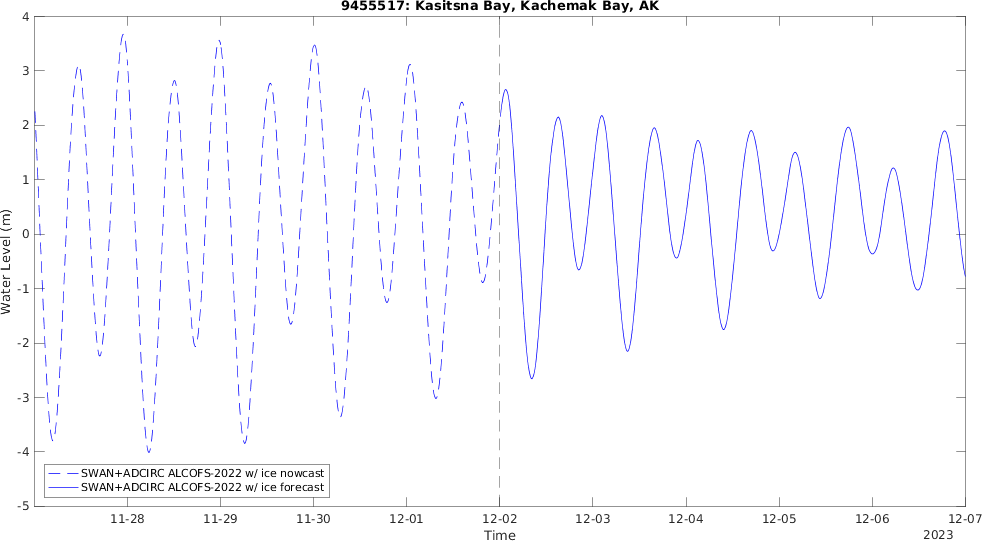 9455517: Kasitsna Bay, Kachemak Bay, AK
4
3
2
1
0
-1
-2
-3
-4
-5
Water Level (m)
SWAN+ADCIRC ALCOFS-2022 w/ ice nowcast
SWAN+ADCIRC ALCOFS-2022 w/ ice forecast
11-28 11-29 11-30 12-01 12-02 12-03 12-04 12-05 12-06 12-07
Time
2023